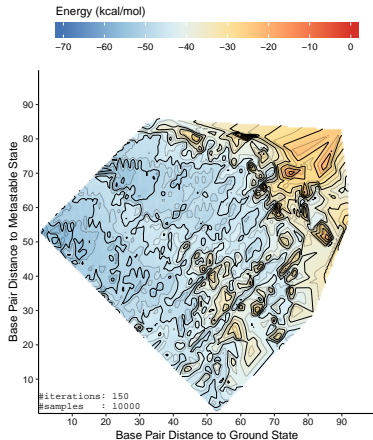 Energy (kcal/mol)
−70 −60 −50 −40 −30 −20 −10 0
Base Pair Distance to Metastable State
90
80
70
60
50
40
30
20
10
#iterations: 150
#samples : 10000
10 20 30 40 50 60 70 80 90
Base Pair Distance to Ground State